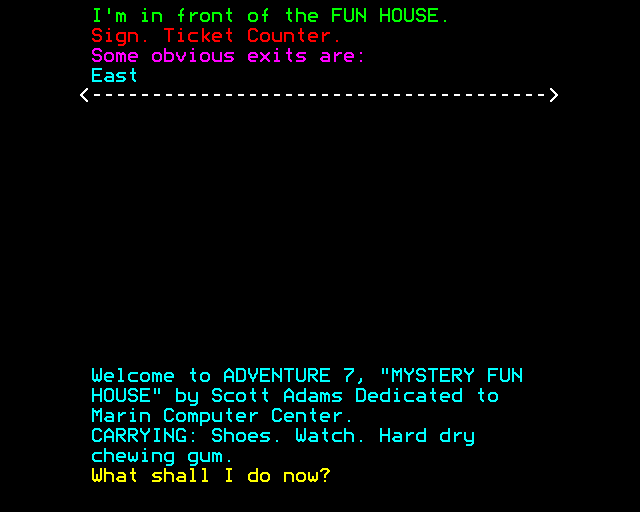 I'm in front of the FUN HOUSE.
Sign. Ticket Counter.
Some obvious exits are:
East
<---------------------------------------->
Welcome to ADVENTURE 7, "MYSTERY FUN
HOUSE" by Scott Adams Dedicated to
Marin Computer Center.
CARRYING: Shoes. Watch. Hard dry
chewing gum.
What shall I do now?